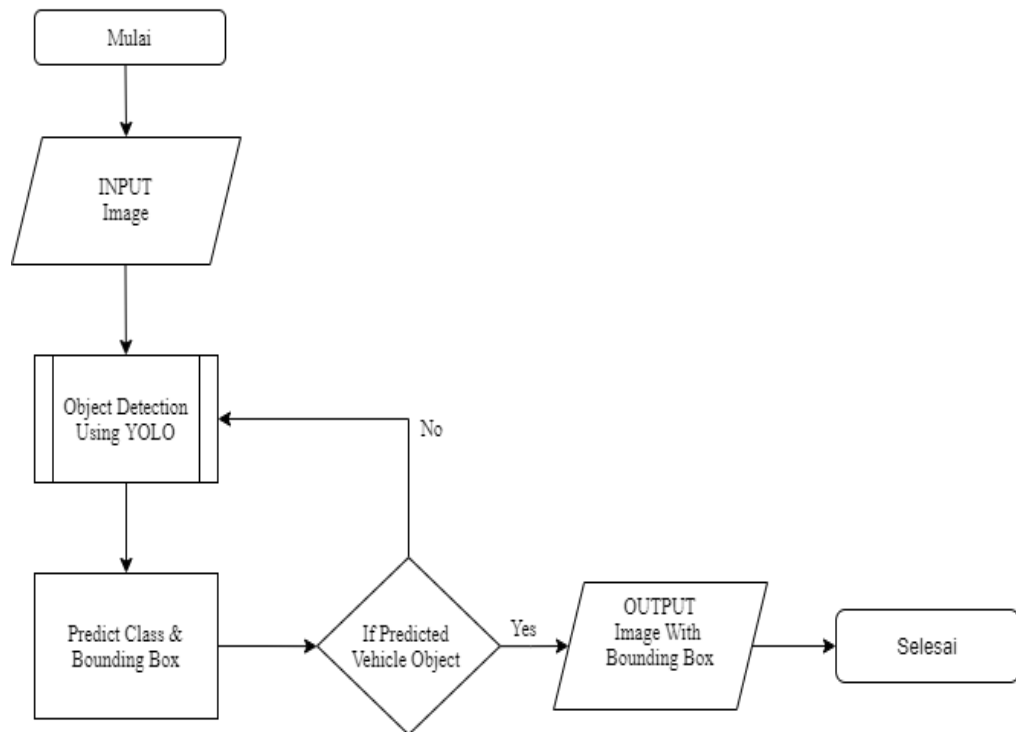 Mulai
INPUT
Image
Object Detection
Using YOLO
No
Predict Class &
Bounding Box
If Predicted
Vehicle Object
Yes
OUTPUT
Image With
Bounding Box
Selesai